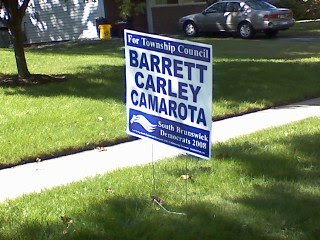 For Township Council
BARRETT
CARLEY
CAMAROTA
South Brunswick
Democrats 2008